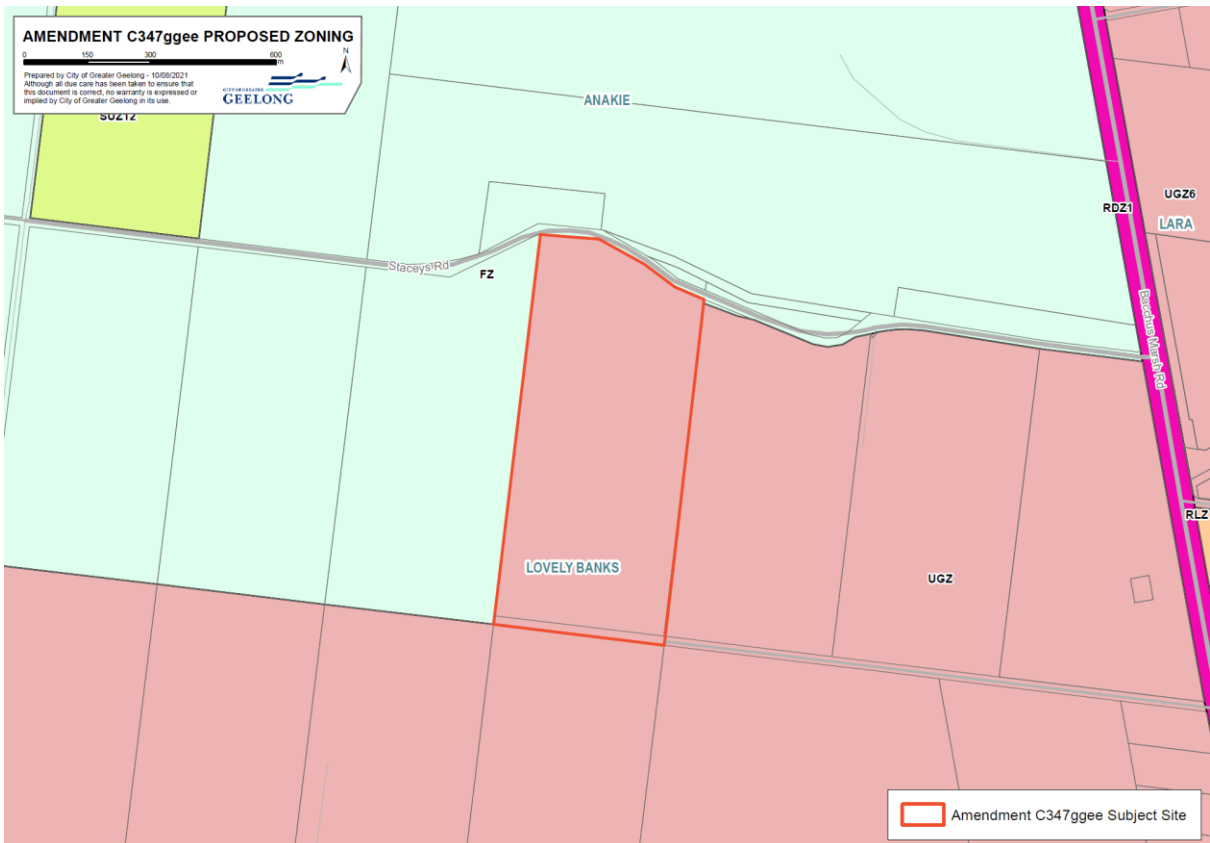 AMENDMENT C347ggee PROPOSED ZONING
0 150 300 600
m
N
Prepared by City of Greater Geelong - 10/08/2021
Although all due care has been taken to ensure that
this document is correct, no warranty is expressed or
implied by City of Greater Geelong in its use.
CITY OF GREATER
GEELONG
SUZ12
ANAKIE
UGZ6
RDZ1
LARA
Staceys Rd
FZ
Bacchus Marsh Rd
RLZ
LOVELY BANKS
UGZ
Amendment C347ggee Subject Site